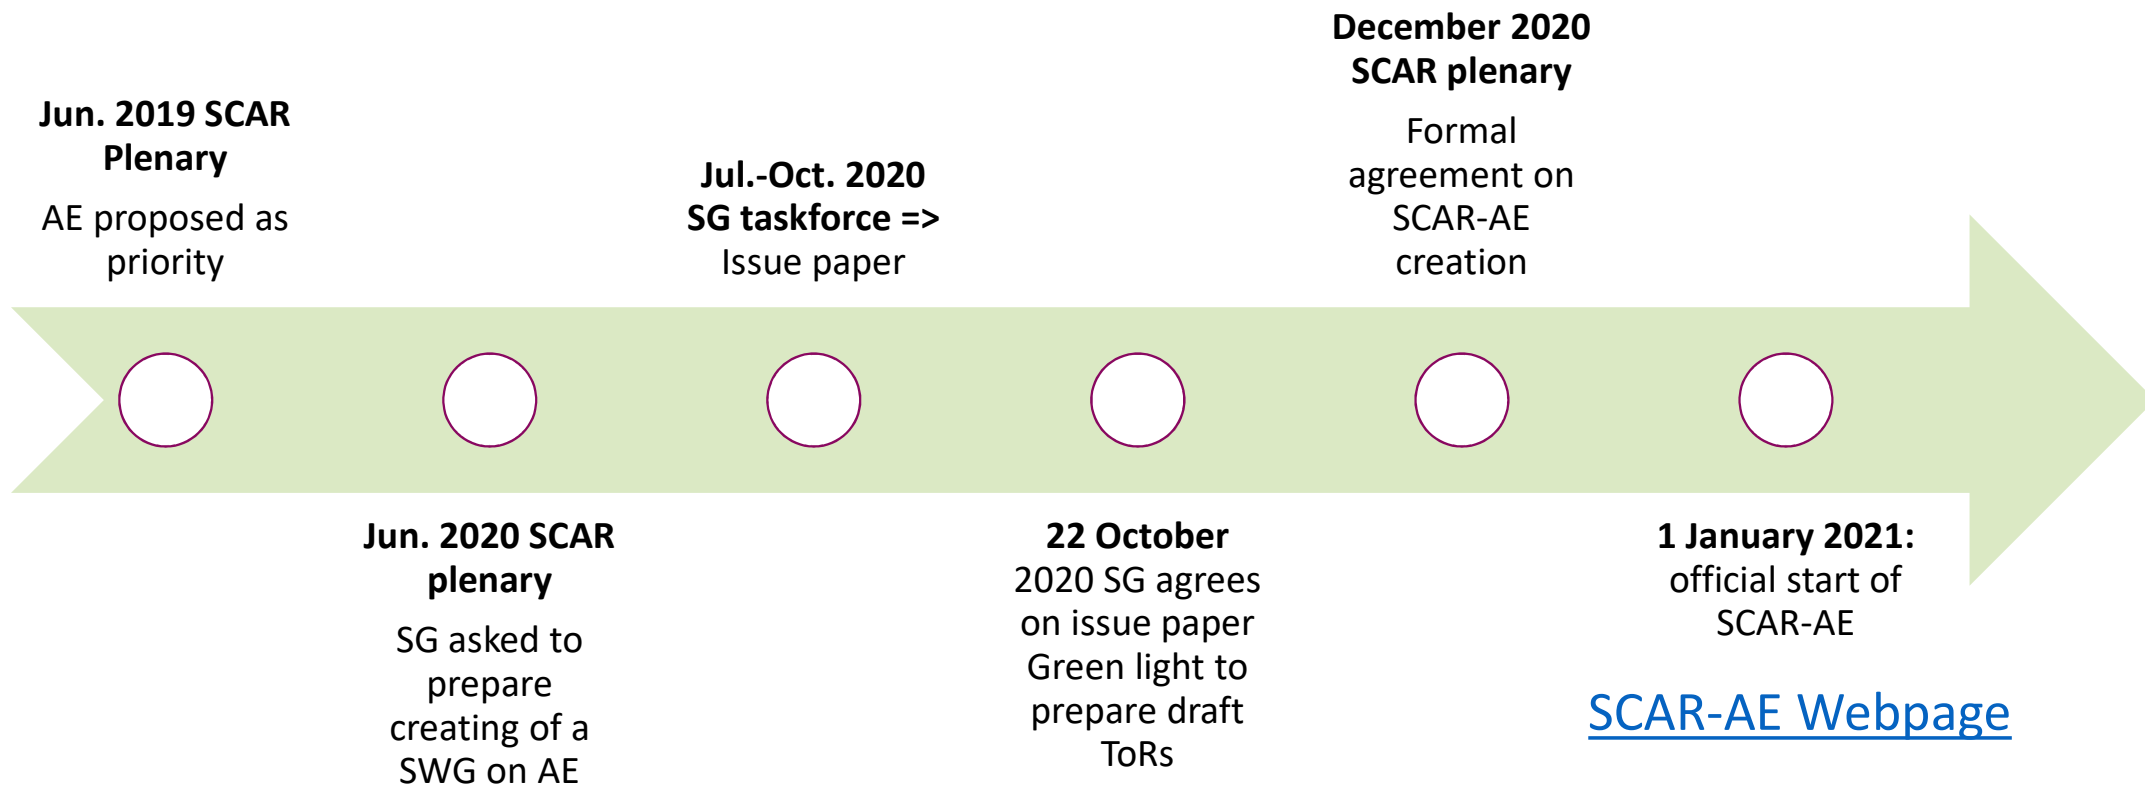 Jun. 2019 SCAR
Plenary
AE proposed as
priority
Jun. 2020 SCAR
plenary
SG asked to
prepare
creating of a
SWG on AE
Jul.-Oct. 2020
SG taskforce =>
Issue paper
22 October
2020 SG agrees
on issue paper
Green light to
prepare draft
ToRs
December 2020
SCAR plenary
Formal
agreement on
SCAR-AE
creation
1 January 2021:
official start of
SCAR-AE
SCAR-AE Webpage